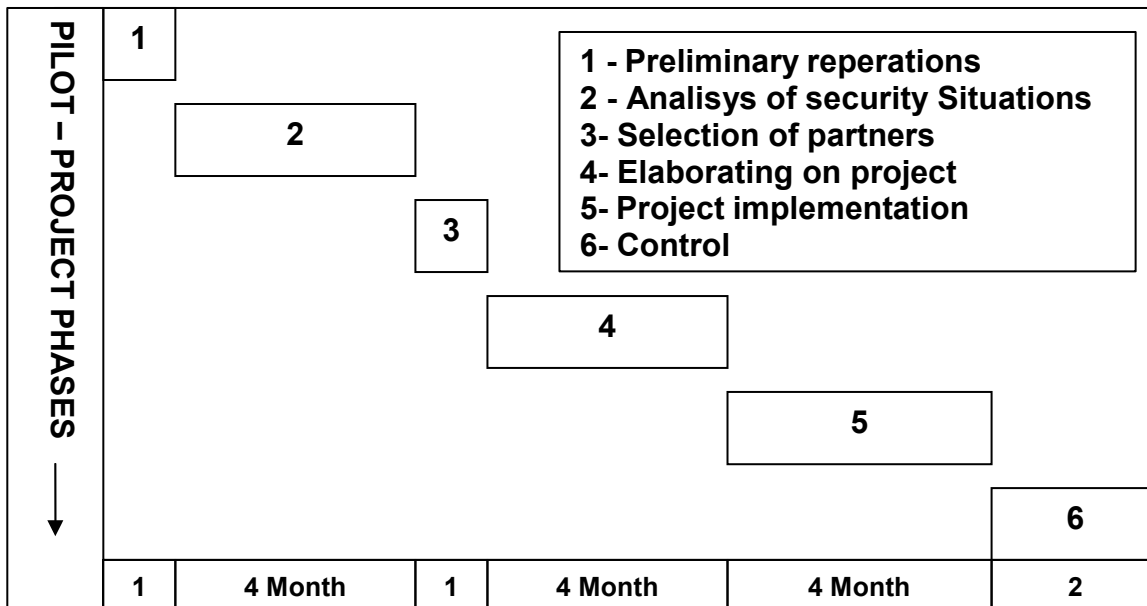 PILOT – PROJECT PHASES
1
1 - Preliminary reperations
2 - Analisys of security Situations
3- Selection of partners
4- Elaborating on project
5- Project implementation
6- Control
2
3
4
5
6
1
4 Month
1
4 Month
4 Month
2